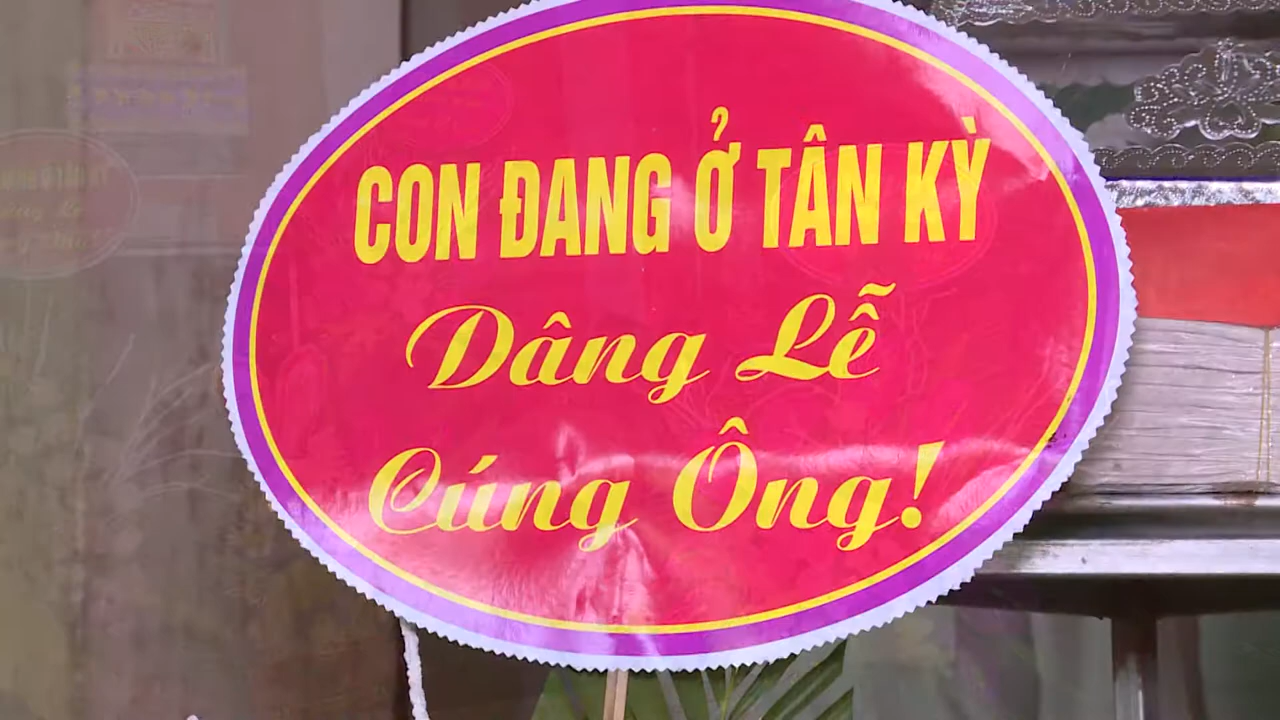 CON ĐANG Ở TÂN KỲ
Dâng Lễ
Cúng Ông!